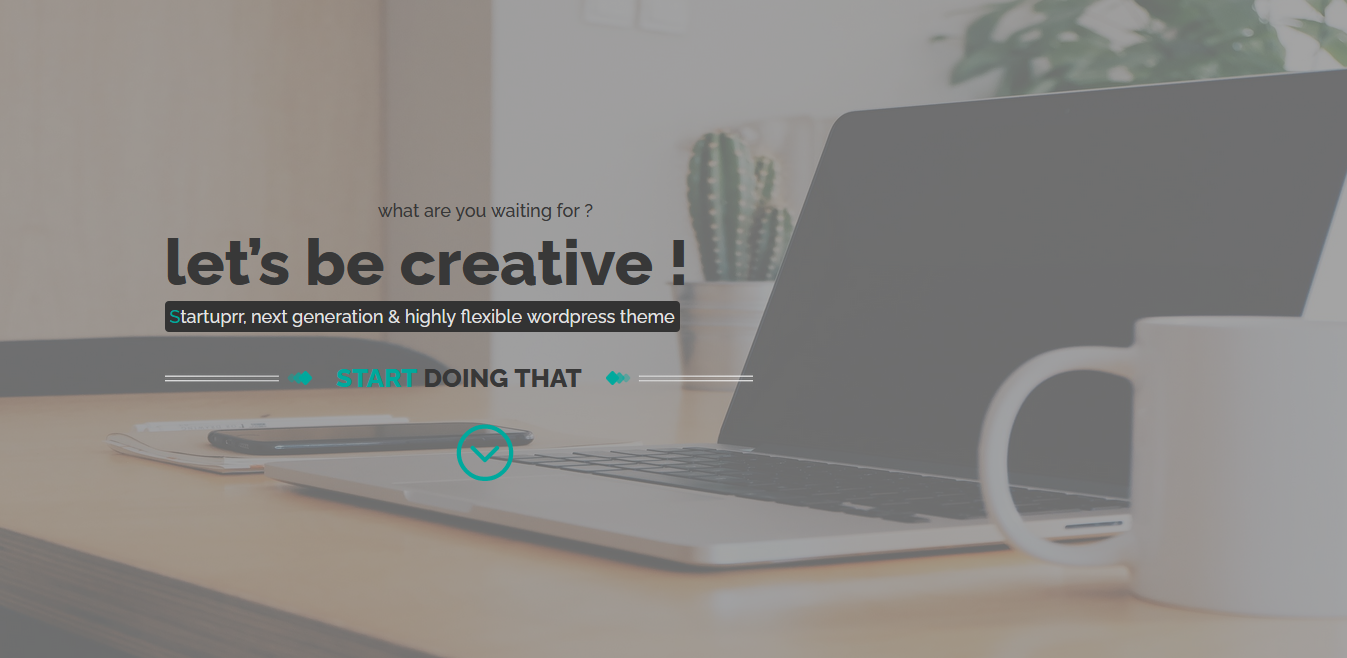 what are you waiting for ?
let’s be creative !
Startuprr, next generation & highly flexible wordpress theme
START DOING THAT